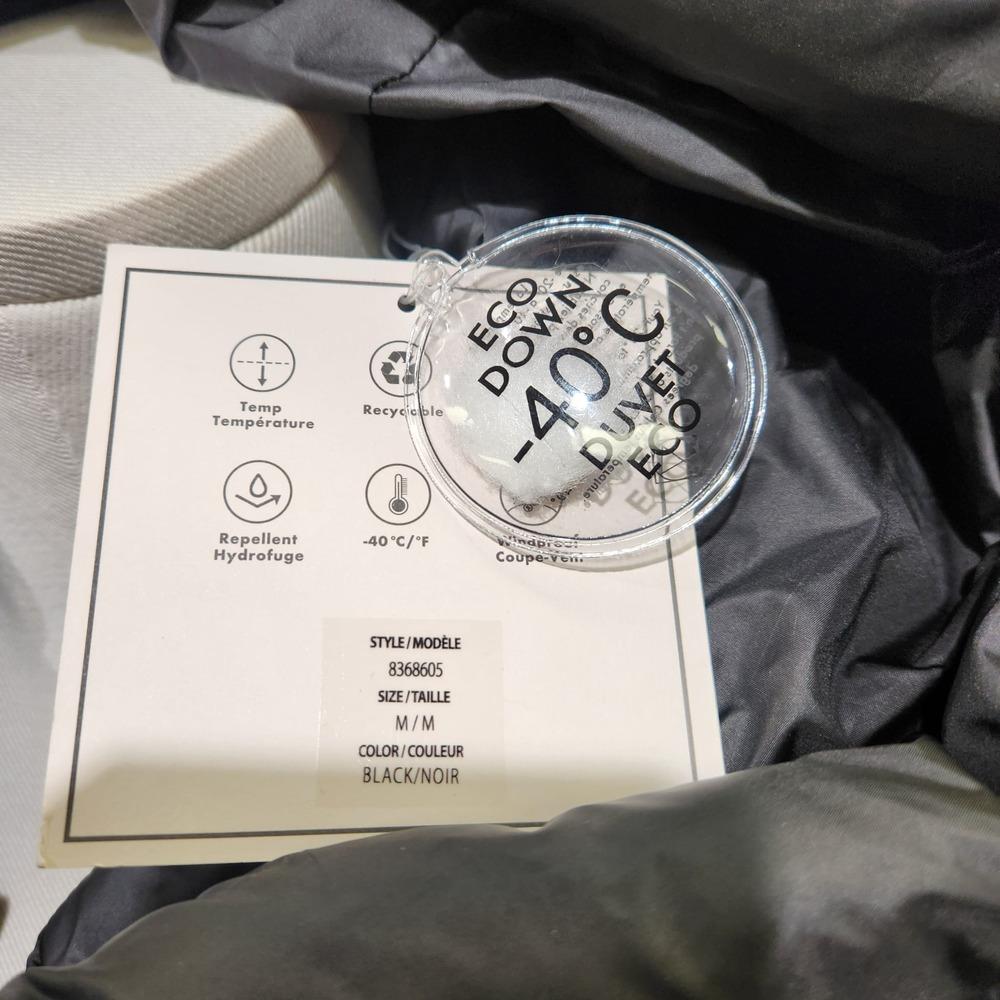 ECO
DOWN
-40°C
DUVET
ECO
Temp
Température
Recyclable
Repellent
Hydrofuge
-40°C/°F
Windproof
Coupe-Vent
STYLE/MODÈLE
8368605
SIZE/TAILLE
M/M
COLOR/COULEUR
BLACK/NOIR